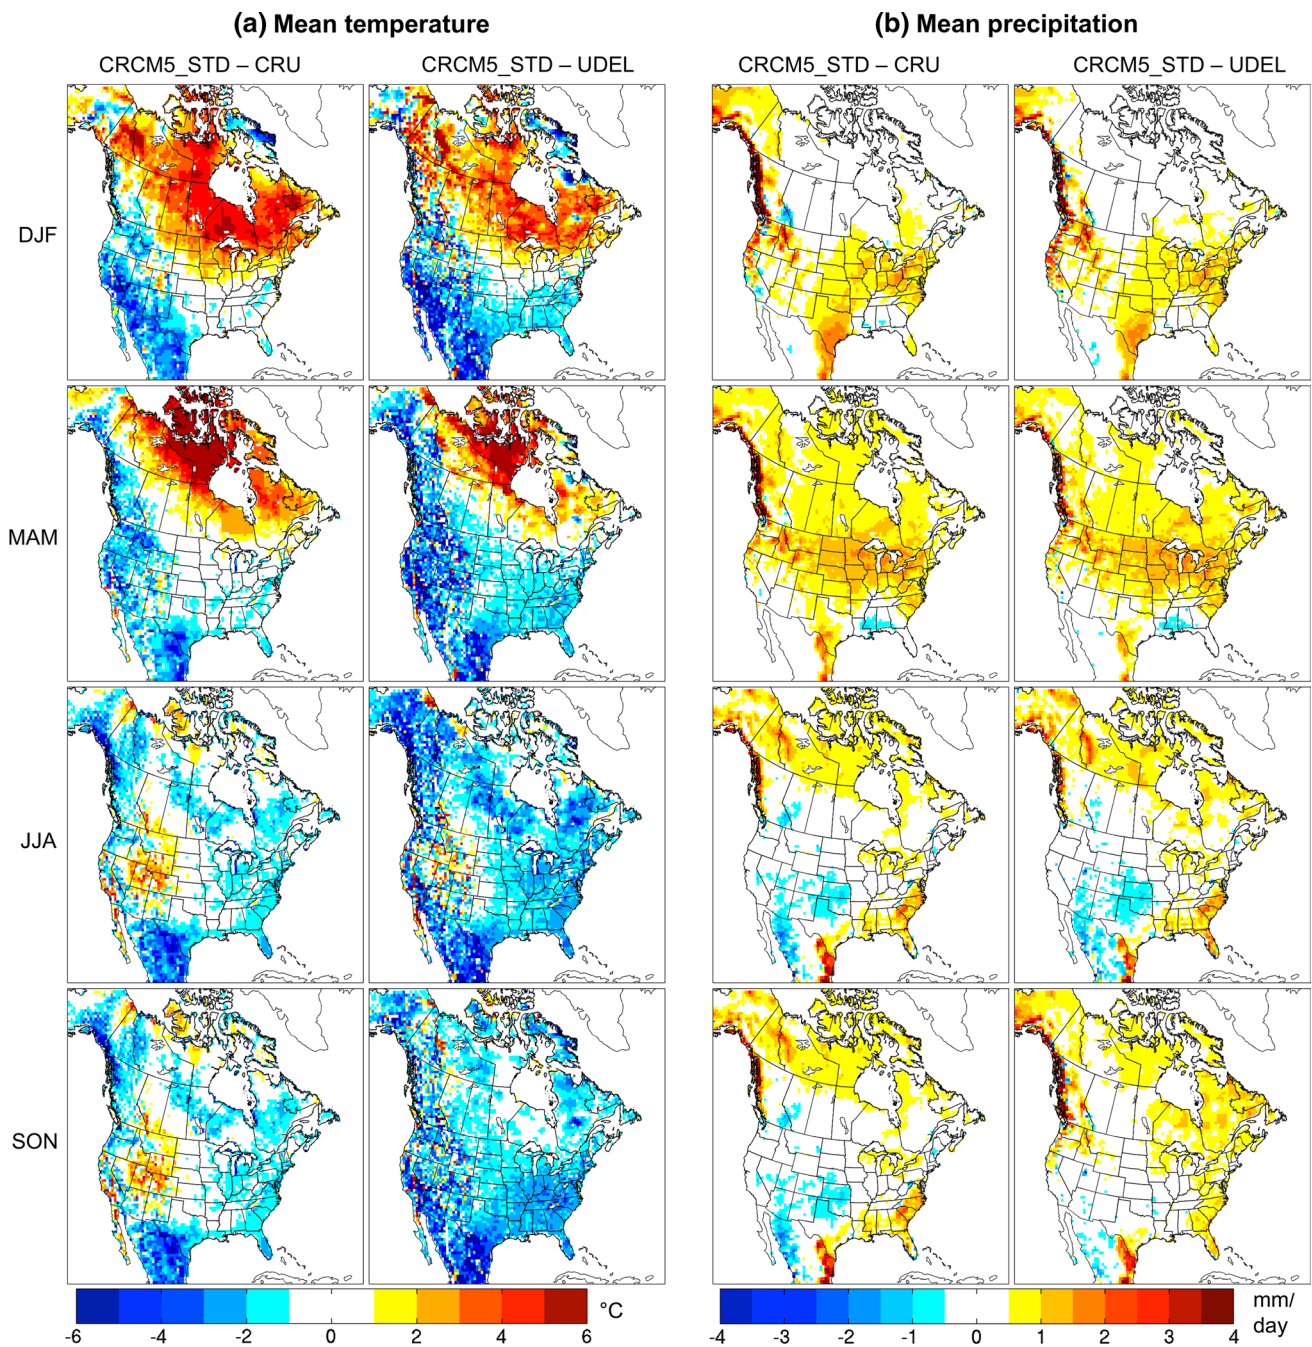 (a) Mean temperature
(b) Mean precipitation
CRCM5_STD – CRU
CRCM5_STD – UDEL
CRCM5_STD – CRU
CRCM5_STD – UDEL
DJF
MAM
JJA
SON
-6 -4 -2 0 2 4 6
°C
-4 -3 -2 -1 0 1 2 3 4
mm/
day